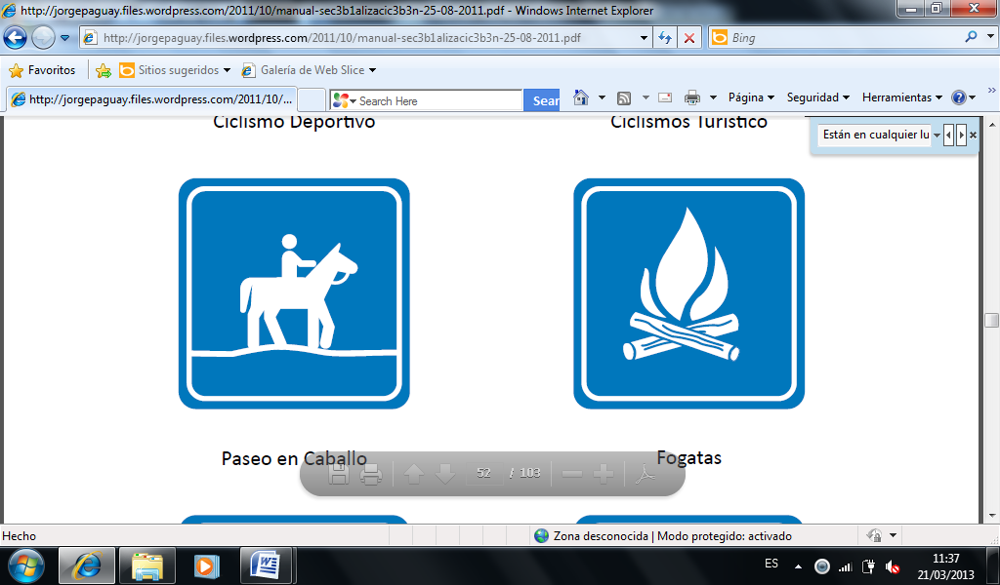 http://jorgepaguay.files.wordpress.com/2011/10/manual-sec3b1alizacic3b3n-25-08-2011.pdf - Windows Internet Explorer
http://jorgepaguay.files.wordpress.com/2011/10/manual-sec3b1alizacic3b3n-25-08-2011.pdf
Bing
Favoritos Sitios sugeridos Galería de Web Slice
http://jorgepaguay.files.wordpress.com/2011/10/... Search Here Sear Página Seguridad Herramientas
Ciclismo Deportivo Ciclismos Turistico
Están en cualquier lu
Paseo en Caballo Fogatas
52 / 103
Hecho Zona desconocida | Modo protegido: activado
ES 11:37
21/03/2013